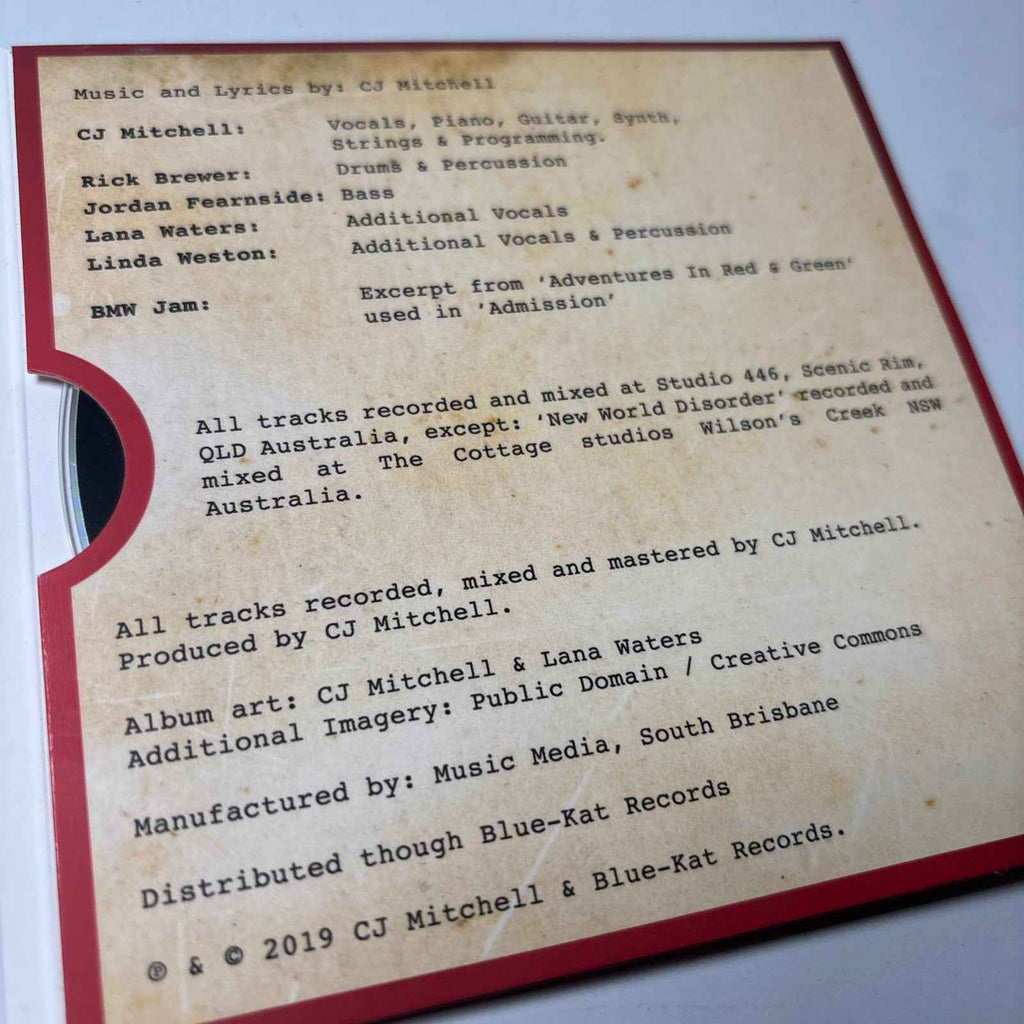 Music and Lyrics by: CJ Mitchell
CJ Mitchell: Vocals, Piano, Guitar, Synth,
Strings & Programming.
Rick Brewer: Drums & Percussion
Jordan Fearnside: Bass
Lana Waters: Additional Vocals
Linda Weston: Additional Vocals & Percussion
BMW Jam: Excerpt from ‘Adventures In Red & Green’
used in ‘Admission’
All tracks recorded and mixed at Studio 446, Scenic Rim,
QLD Australia, except: ‘New World Disorder’ recorded and
mixed at The Cottage studios Wilson’s Creek NSW
Australia.
All tracks recorded, mixed and mastered by CJ Mitchell.
Produced by CJ Mitchell.
Album art: CJ Mitchell & Lana Waters
Additional Imagery: Public Domain / Creative Commons
Manufactured by: Music Media, South Brisbane
Distributed though Blue-Kat Records
℗ & © 2019 CJ Mitchell & Blue-Kat Records.